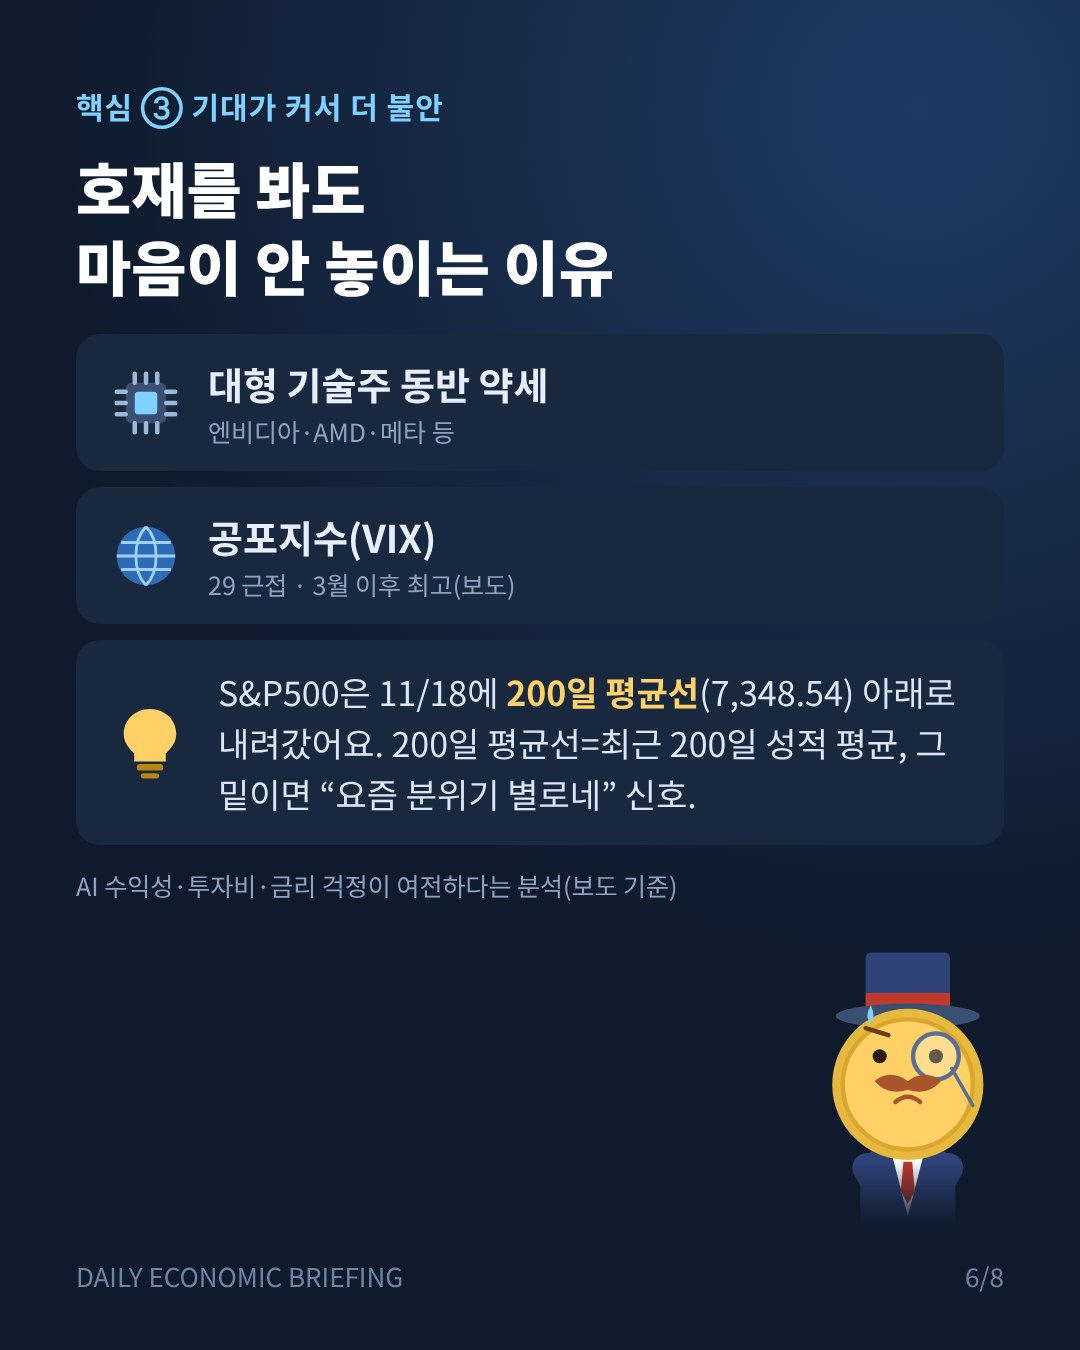 핵심 ③ 기대가 커서 더 불안
호재를 봐도
마음이 안 놓이는 이유
대형 기술주 동반 약세
엔비디아·AMD·메타 등
공포지수(VIX)
29 근접 · 3월 이후 최고(보도)
S&P500은 11/18에 200일 평균선(7,348.54) 아래로
내려갔어요. 200일 평균선=최근 200일 성적 평균, 그
밑이면 “요즘 분위기 별로네” 신호.
AI 수익성·투자비·금리 걱정이 여전하다는 분석(보도 기준)
DAILY ECONOMIC BRIEFING
6/8